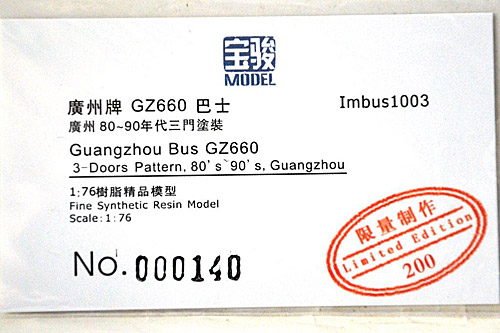 宝骏
MODEL
廣州牌 GZ660 巴士
Imbus1003
廣州 80~90年代三門塗裝
Guangzhou Bus GZ660
3-Doors Pattern, 80's~90's, Guangzhou
1:76樹脂精品模型
Fine Synthetic Resin Model
Scale:1:76
No. 000140
限量制作
Limited Edition
200